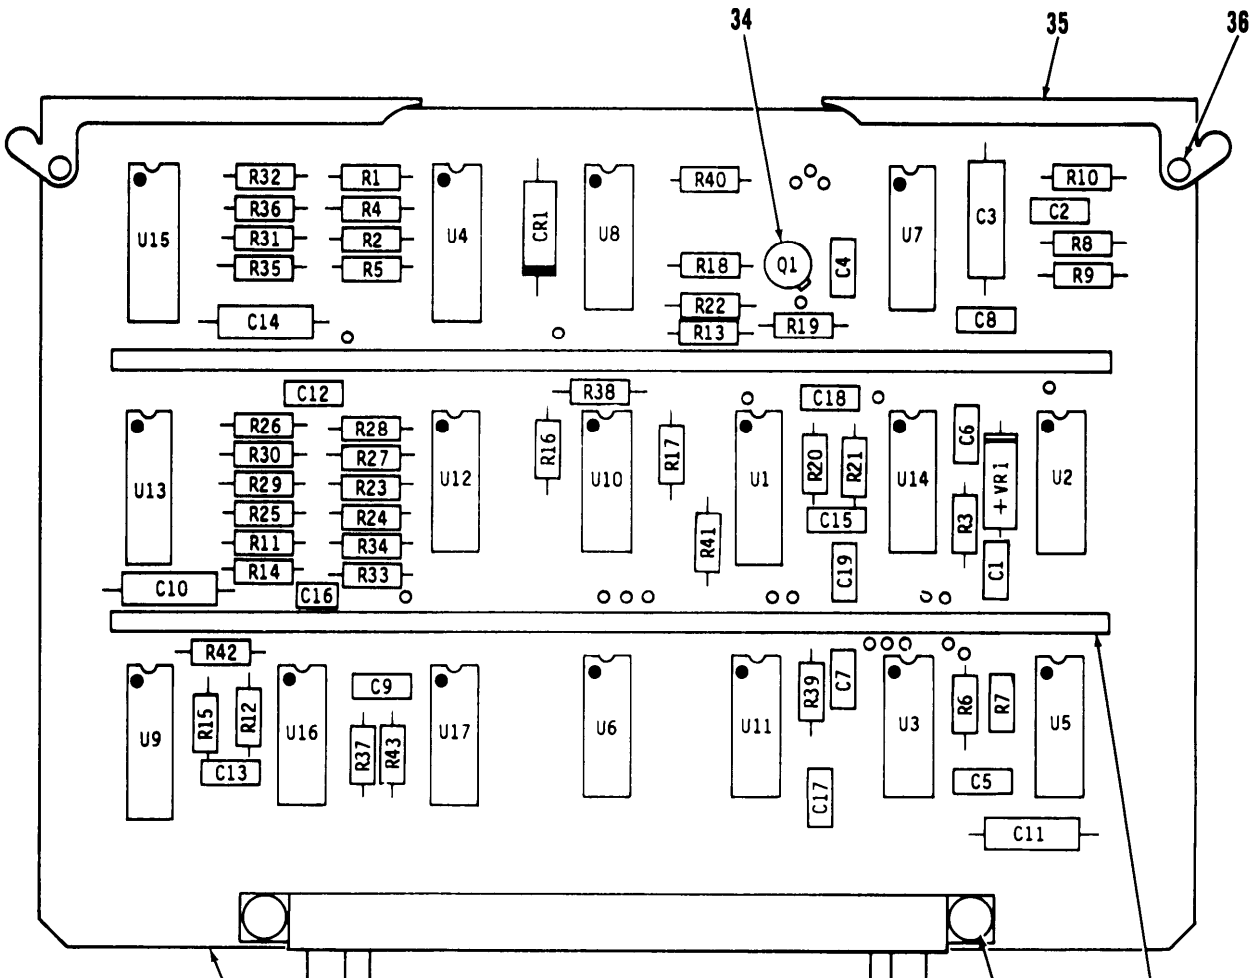 34
35
36
R32
R1
R40
R10
R36
R4
C2
U15
R31
R2
U4
CR1
U8
U7
C3
R8
R35
R5
R18
Q1
C4
R9
C14
R22
R13
R19
C8
C12
R38
C18
R26
R28
R30
R27
R16
R17
R20
R21
C6
U13
R29
R23
U12
U10
U1
U14
+VR1
U2
R25
R24
C15
R3
R11
R34
R41
R14
R33
C19
C1
C10
C16
R42
C9
R39
C7
R15
R12
R6
R7
U9
U16
R37
R43
U17
U6
U11
U3
U5
C13
C17
C5
C11